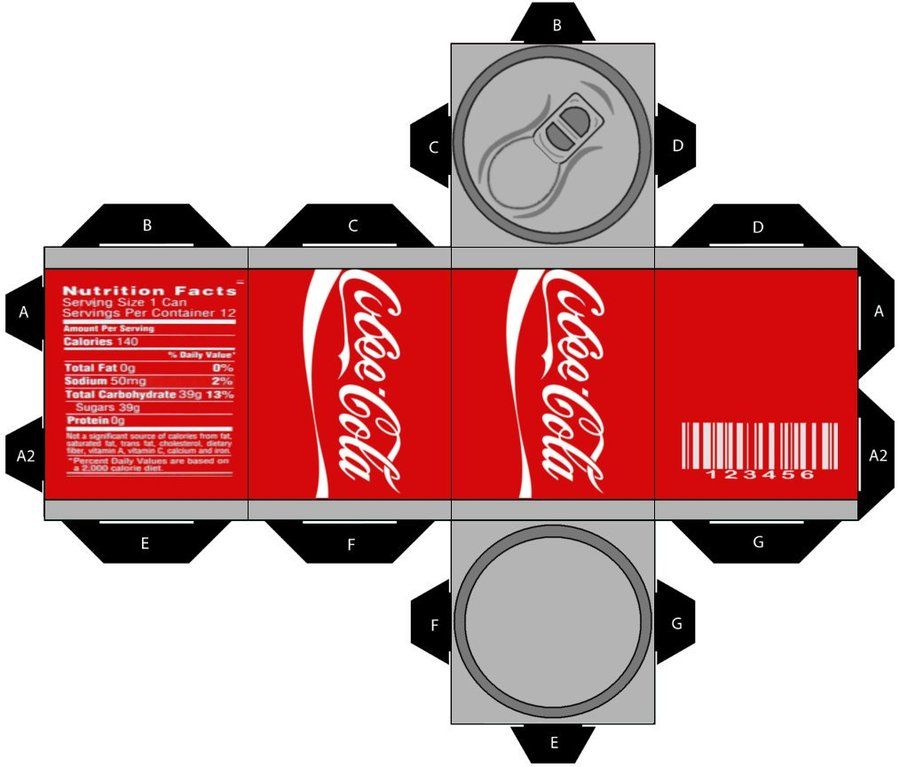 B
C
D
B
C
D
Nutrition Facts
Serving Size 1 Can
Servings Per Container 12
Amount Per Serving
Calories 140
% Daily Value*
Total Fat 0g 0%
Sodium 50mg 2%
Total Carbohydrate 39g 13%
Sugars 39g
Protein 0g
Not a significant source of calories from fat,
saturated fat, trans fat, cholesterol, dietary
fiber, vitamin A, vitamin C, calcium and iron.
*Percent Daily Values are based on
a 2,000 calorie diet.
A
A2
Coca-Cola
Coca-Cola
123456
A
A2
E
F
G
F
G
E